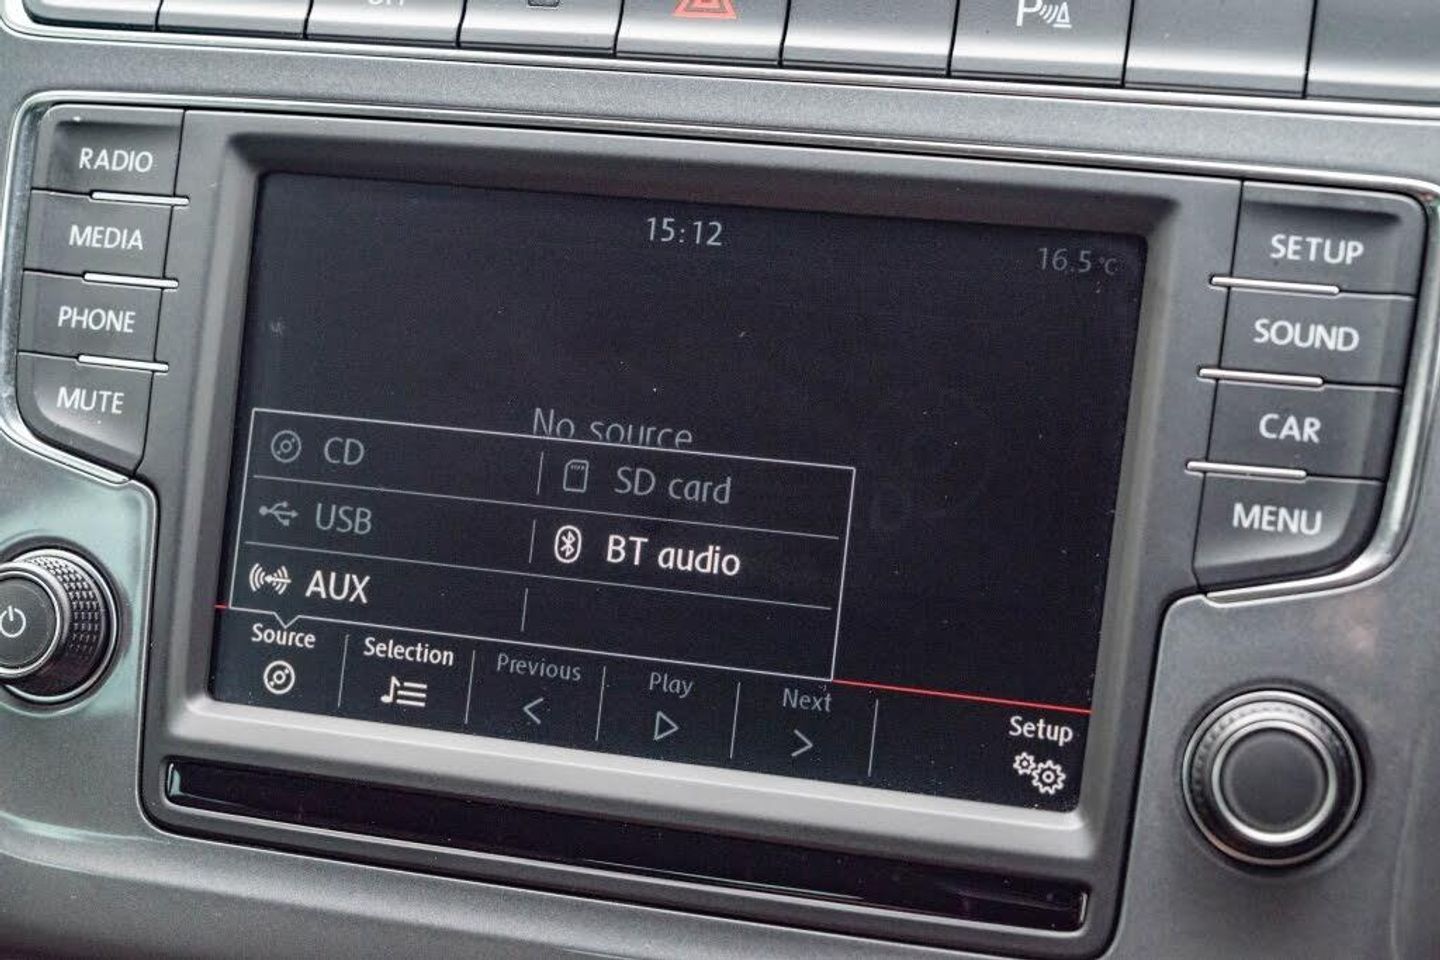 OFF
P
RADIO
MEDIA
PHONE
MUTE
15:12
16.5°C
No source
CD
SD card
USB
BT audio
AUX
Source
Selection
Previous
Play
Next
Setup
SETUP
SOUND
CAR
MENU